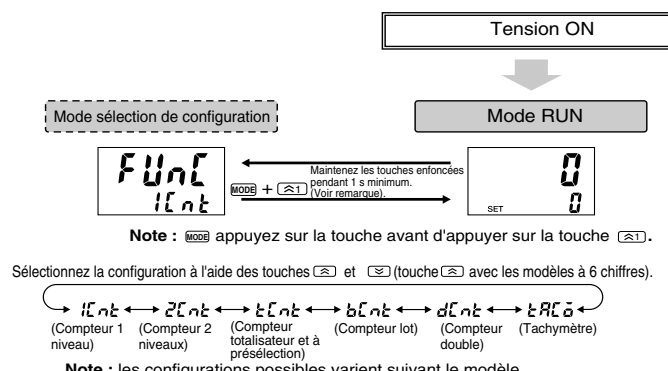 Tension ON
Mode sélection de configuration
Mode RUN
FUnC
1Cnt
MODE + 1
Maintenez les touches enfoncées
pendant 1 s minimum.
(Voir remarque).
0
SET 0
Note : MODE appuyez sur la touche avant d'appuyer sur la touche 1.
Sélectionnez la configuration à l'aide des touches et (touche avec les modèles à 6 chiffres).
1Cnt 2Cnt tCnt bCnt dCnt tACo
(Compteur 1 niveau) (Compteur 2 niveaux) (Compteur totalisateur et à présélection) (Compteur lot) (Compteur double) (Tachymètre)
Note : les configurations possibles varient suivant le modèle